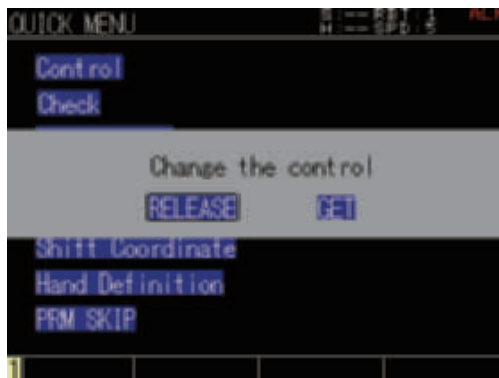 QUICK MENU
Control
Check
Change the control
RELEASE GET
Shift Coordinate
Hand Definition
PRM SKIP
1